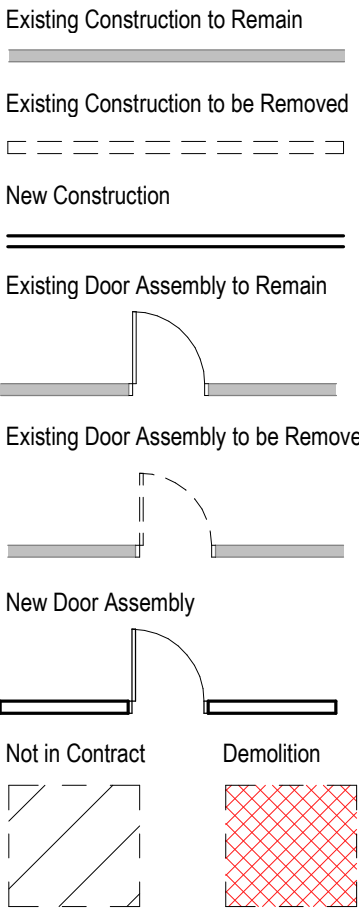 Existing Construction to Remain
Existing Construction to be Removed
New Construction
Existing Door Assembly to Remain
Existing Door Assembly to be Remove
New Door Assembly
Not in Contract
Demolition